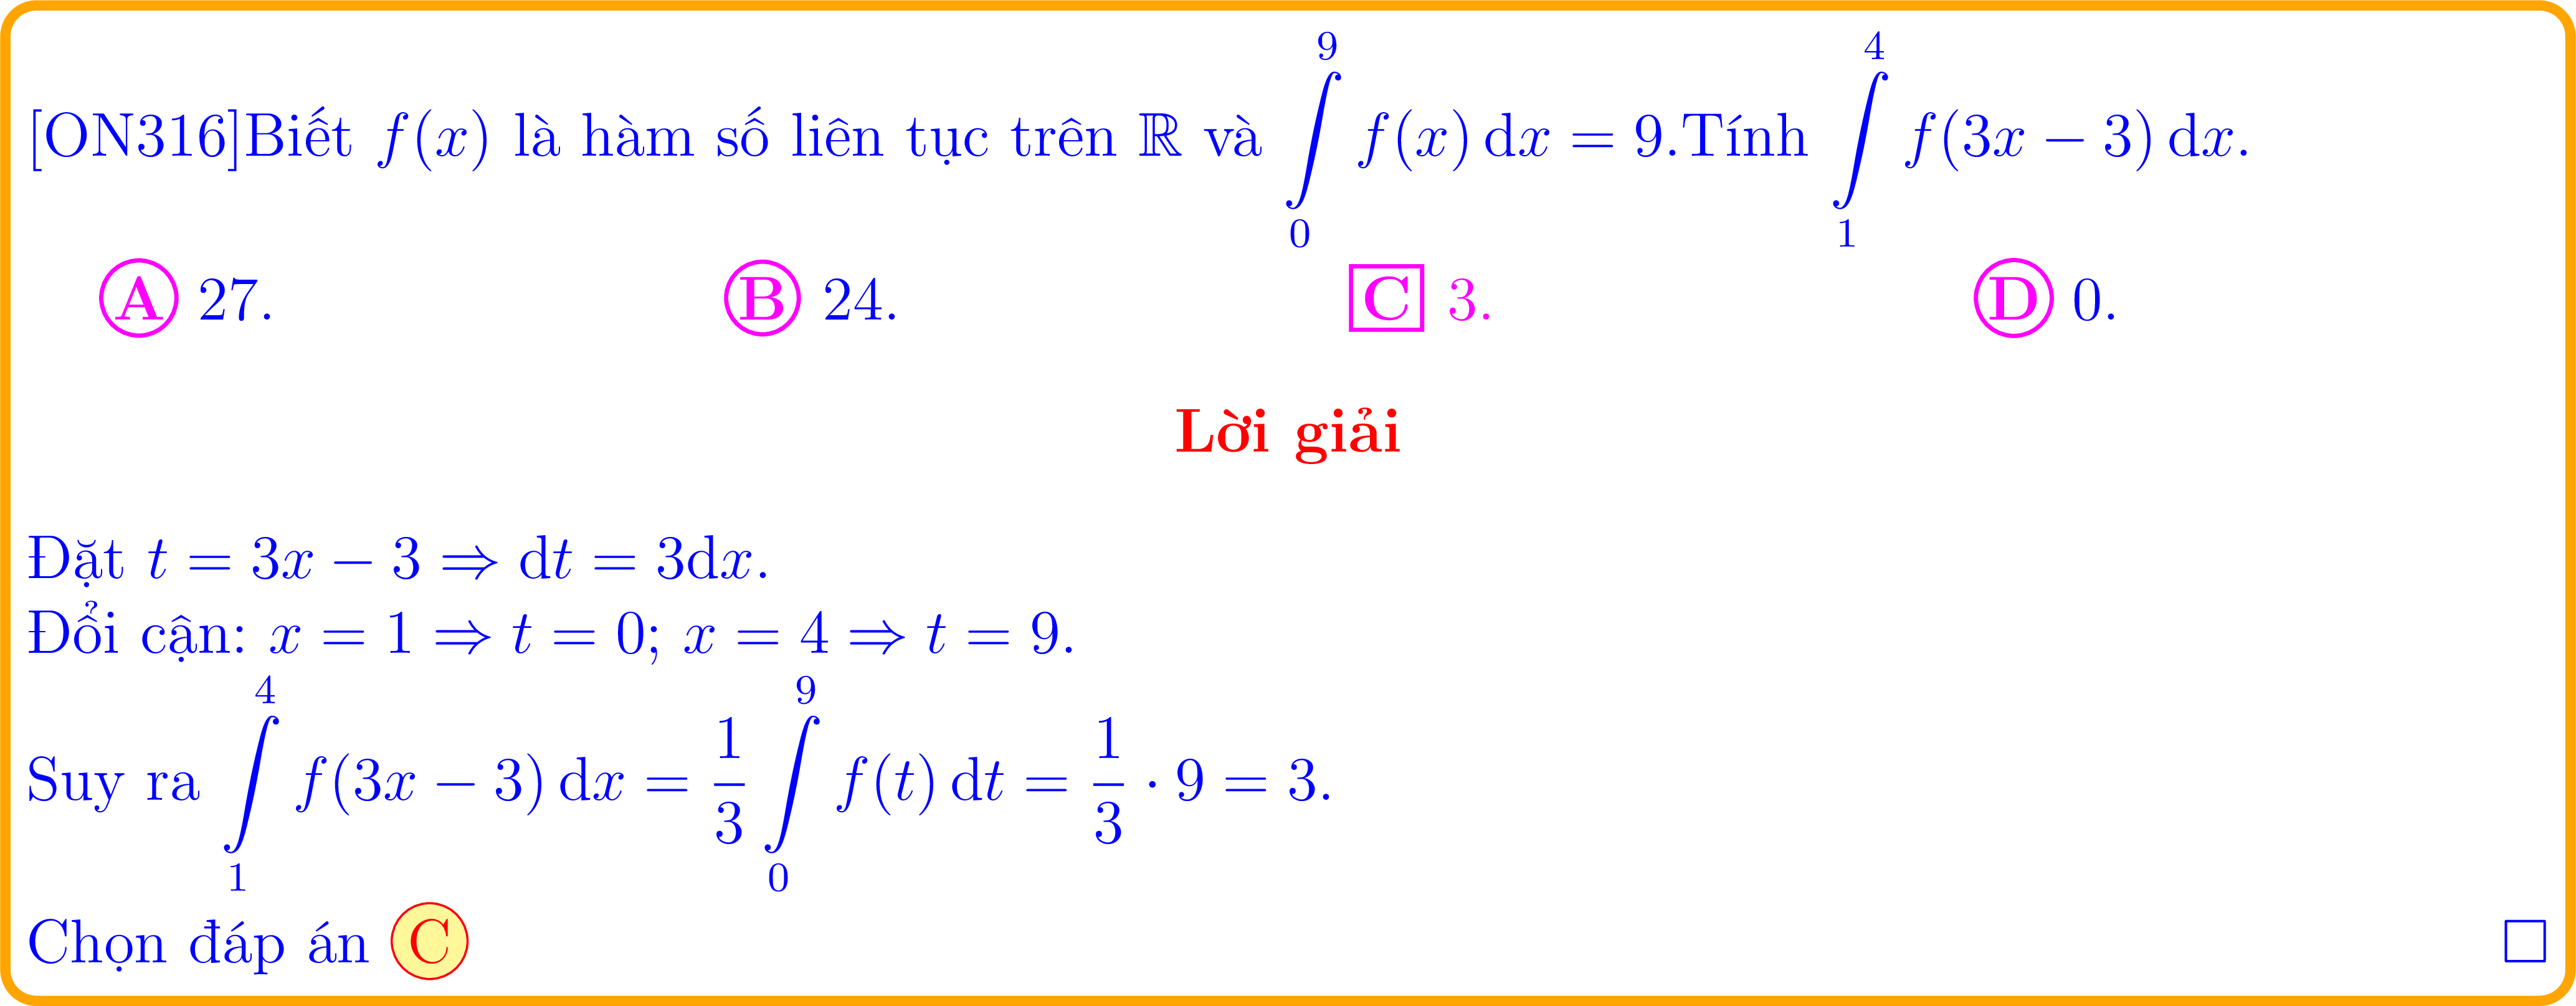 [ON316]Biết $f(x)$ là hàm số liên tục trên $\mathbb{R}$ và $\int\limits_0^9 f(x)\,\mathrm{d}x = 9$.Tính $\int\limits_1^4 f(3x-3)\,\mathrm{d}x$.
A 27. B 24. C 3. D 0.
Lời giải
Đặt $t = 3x - 3 \Rightarrow \mathrm{d}t = 3\mathrm{d}x$.
Đổi cận: $x = 1 \Rightarrow t = 0$; $x = 4 \Rightarrow t = 9$.
Suy ra $\int\limits_1^4 f(3x-3)\,\mathrm{d}x = \frac{1}{3}\int\limits_0^9 f(t)\,\mathrm{d}t = \frac{1}{3} \cdot 9 = 3$.
Chọn đáp án C □